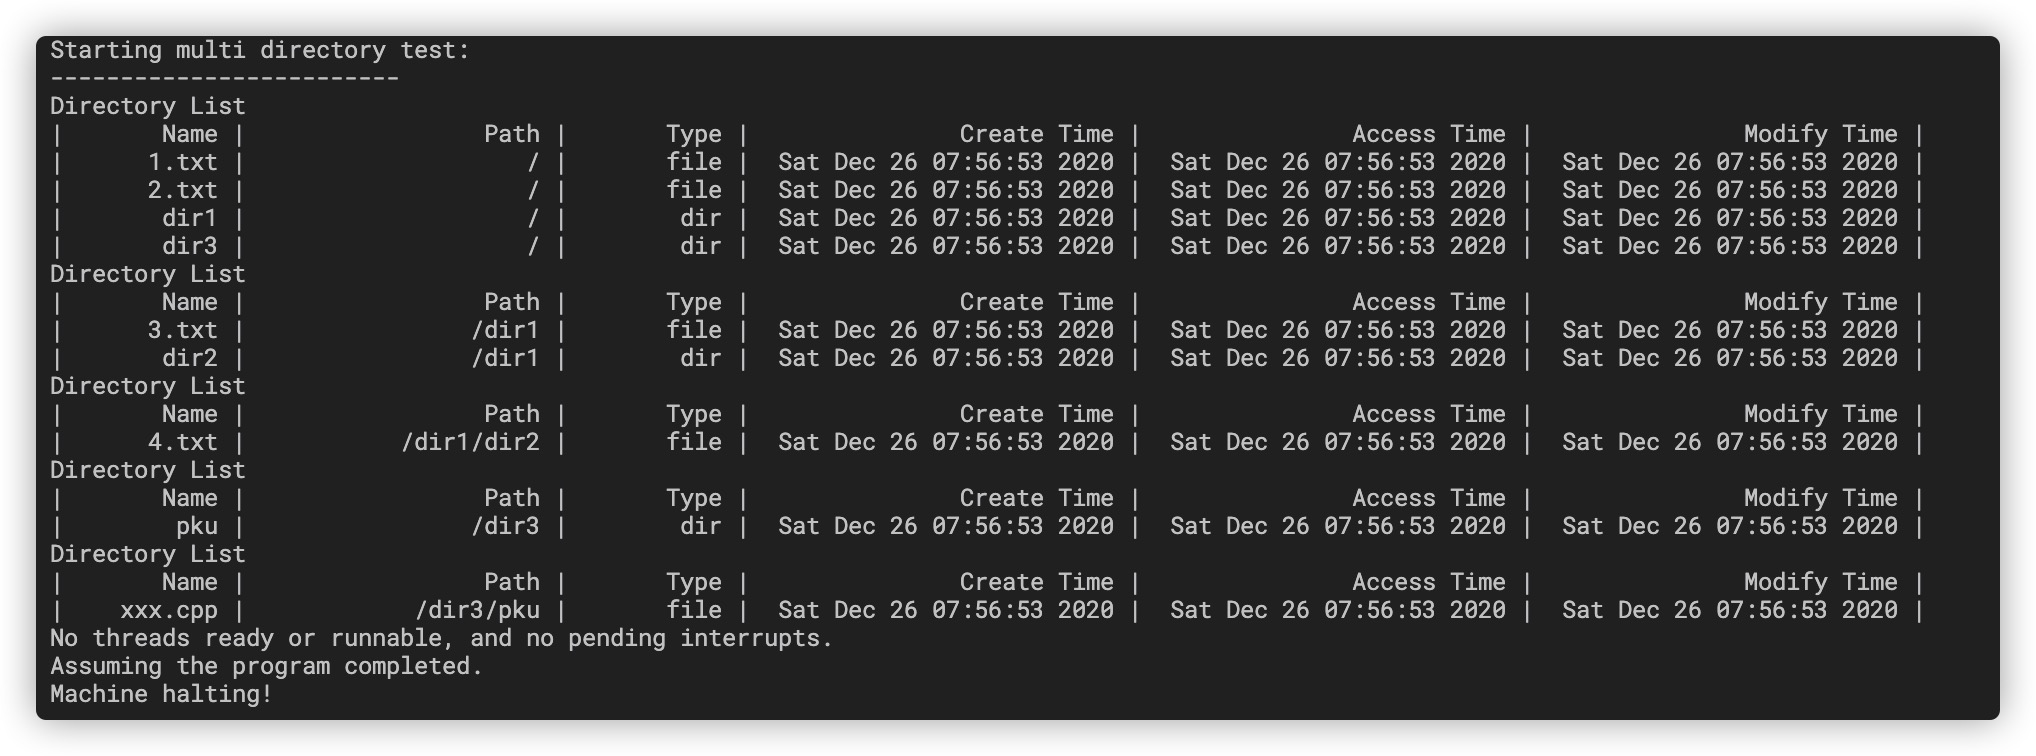 Starting multi directory test:
-------------------------
Directory List
|       Name |                 Path |      Type |               Create Time |               Access Time |               Modify Time |
|      1.txt |                    / |      file |  Sat Dec 26 07:56:53 2020 |  Sat Dec 26 07:56:53 2020 |  Sat Dec 26 07:56:53 2020 |
|      2.txt |                    / |      file |  Sat Dec 26 07:56:53 2020 |  Sat Dec 26 07:56:53 2020 |  Sat Dec 26 07:56:53 2020 |
|       dir1 |                    / |       dir |  Sat Dec 26 07:56:53 2020 |  Sat Dec 26 07:56:53 2020 |  Sat Dec 26 07:56:53 2020 |
|       dir3 |                    / |       dir |  Sat Dec 26 07:56:53 2020 |  Sat Dec 26 07:56:53 2020 |  Sat Dec 26 07:56:53 2020 |
Directory List
|       Name |                 Path |      Type |               Create Time |               Access Time |               Modify Time |
|      3.txt |                /dir1 |      file |  Sat Dec 26 07:56:53 2020 |  Sat Dec 26 07:56:53 2020 |  Sat Dec 26 07:56:53 2020 |
|       dir2 |                /dir1 |       dir |  Sat Dec 26 07:56:53 2020 |  Sat Dec 26 07:56:53 2020 |  Sat Dec 26 07:56:53 2020 |
Directory List
|       Name |                 Path |      Type |               Create Time |               Access Time |               Modify Time |
|      4.txt |           /dir1/dir2 |      file |  Sat Dec 26 07:56:53 2020 |  Sat Dec 26 07:56:53 2020 |  Sat Dec 26 07:56:53 2020 |
Directory List
|       Name |                 Path |      Type |               Create Time |               Access Time |               Modify Time |
|        pku |                /dir3 |       dir |  Sat Dec 26 07:56:53 2020 |  Sat Dec 26 07:56:53 2020 |  Sat Dec 26 07:56:53 2020 |
Directory List
|       Name |                 Path |      Type |               Create Time |               Access Time |               Modify Time |
|    xxx.cpp |            /dir3/pku |      file |  Sat Dec 26 07:56:53 2020 |  Sat Dec 26 07:56:53 2020 |  Sat Dec 26 07:56:53 2020 |
No threads ready or runnable, and no pending interrupts.
Assuming the program completed.
Machine halting!